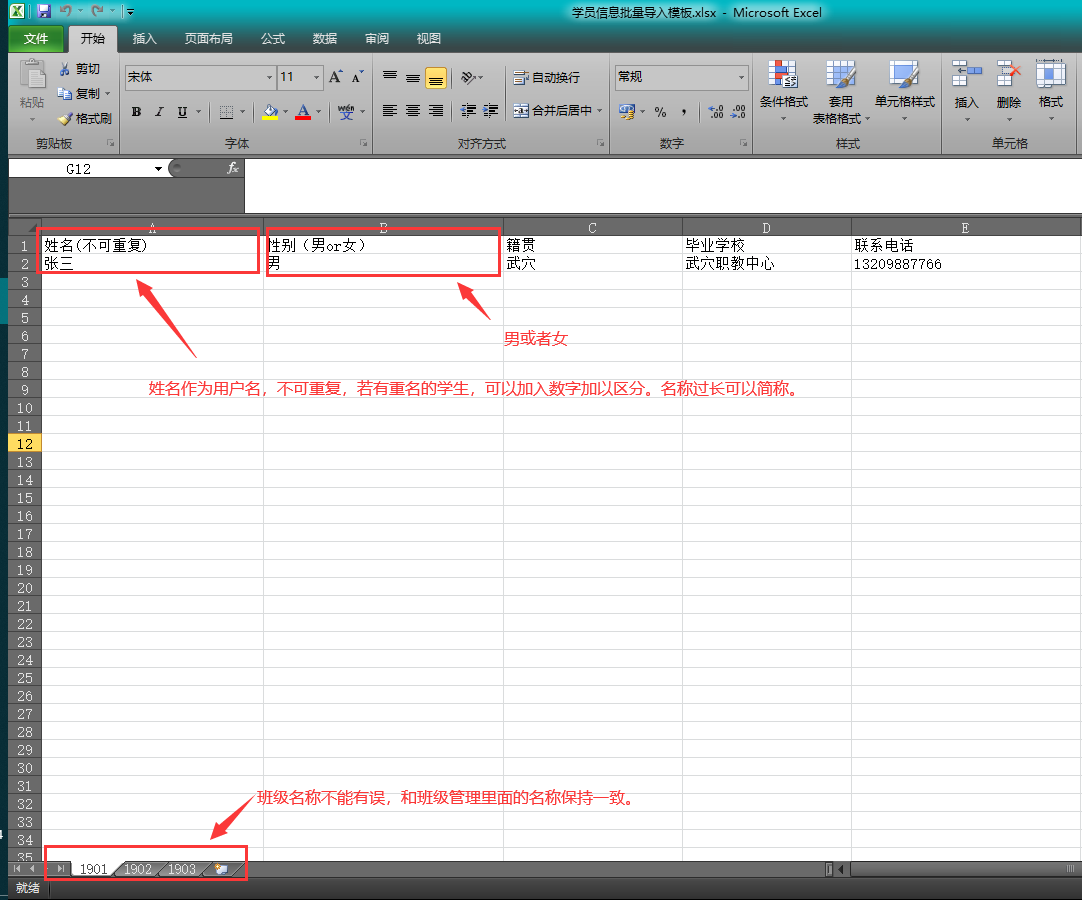 学员信息批量导入模板.xlsx - Microsoft Excel
文件 开始 插入 页面布局 公式 数据 审阅 视图
粘贴 剪切 复制 格式刷 剪贴板
宋体 11 B I U 字体
自动换行 合并后居中 对齐方式
常规 % , 数字
条件格式 套用表格格式 单元格样式 样式
插入 删除 格式 单元格
G12 fx
A B C D E
1 姓名(不可重复) 性别（男or女） 籍贯 毕业学校 联系电话
2 张三 男 武穴 武穴职教中心 13209887766
3
4
5
6 男或者女
7
8
9 姓名作为用户名，不可重复，若有重名的学生，可以加入数字加以区分。名称过长可以简称。
10
11
12
13
14
15
16
17
18
19
20
21
22
23
24
25
26
27
28
29
30
31
32 班级名称不能有误，和班级管理里面的名称保持一致。
33
34
35
1901 1902 1903
就绪